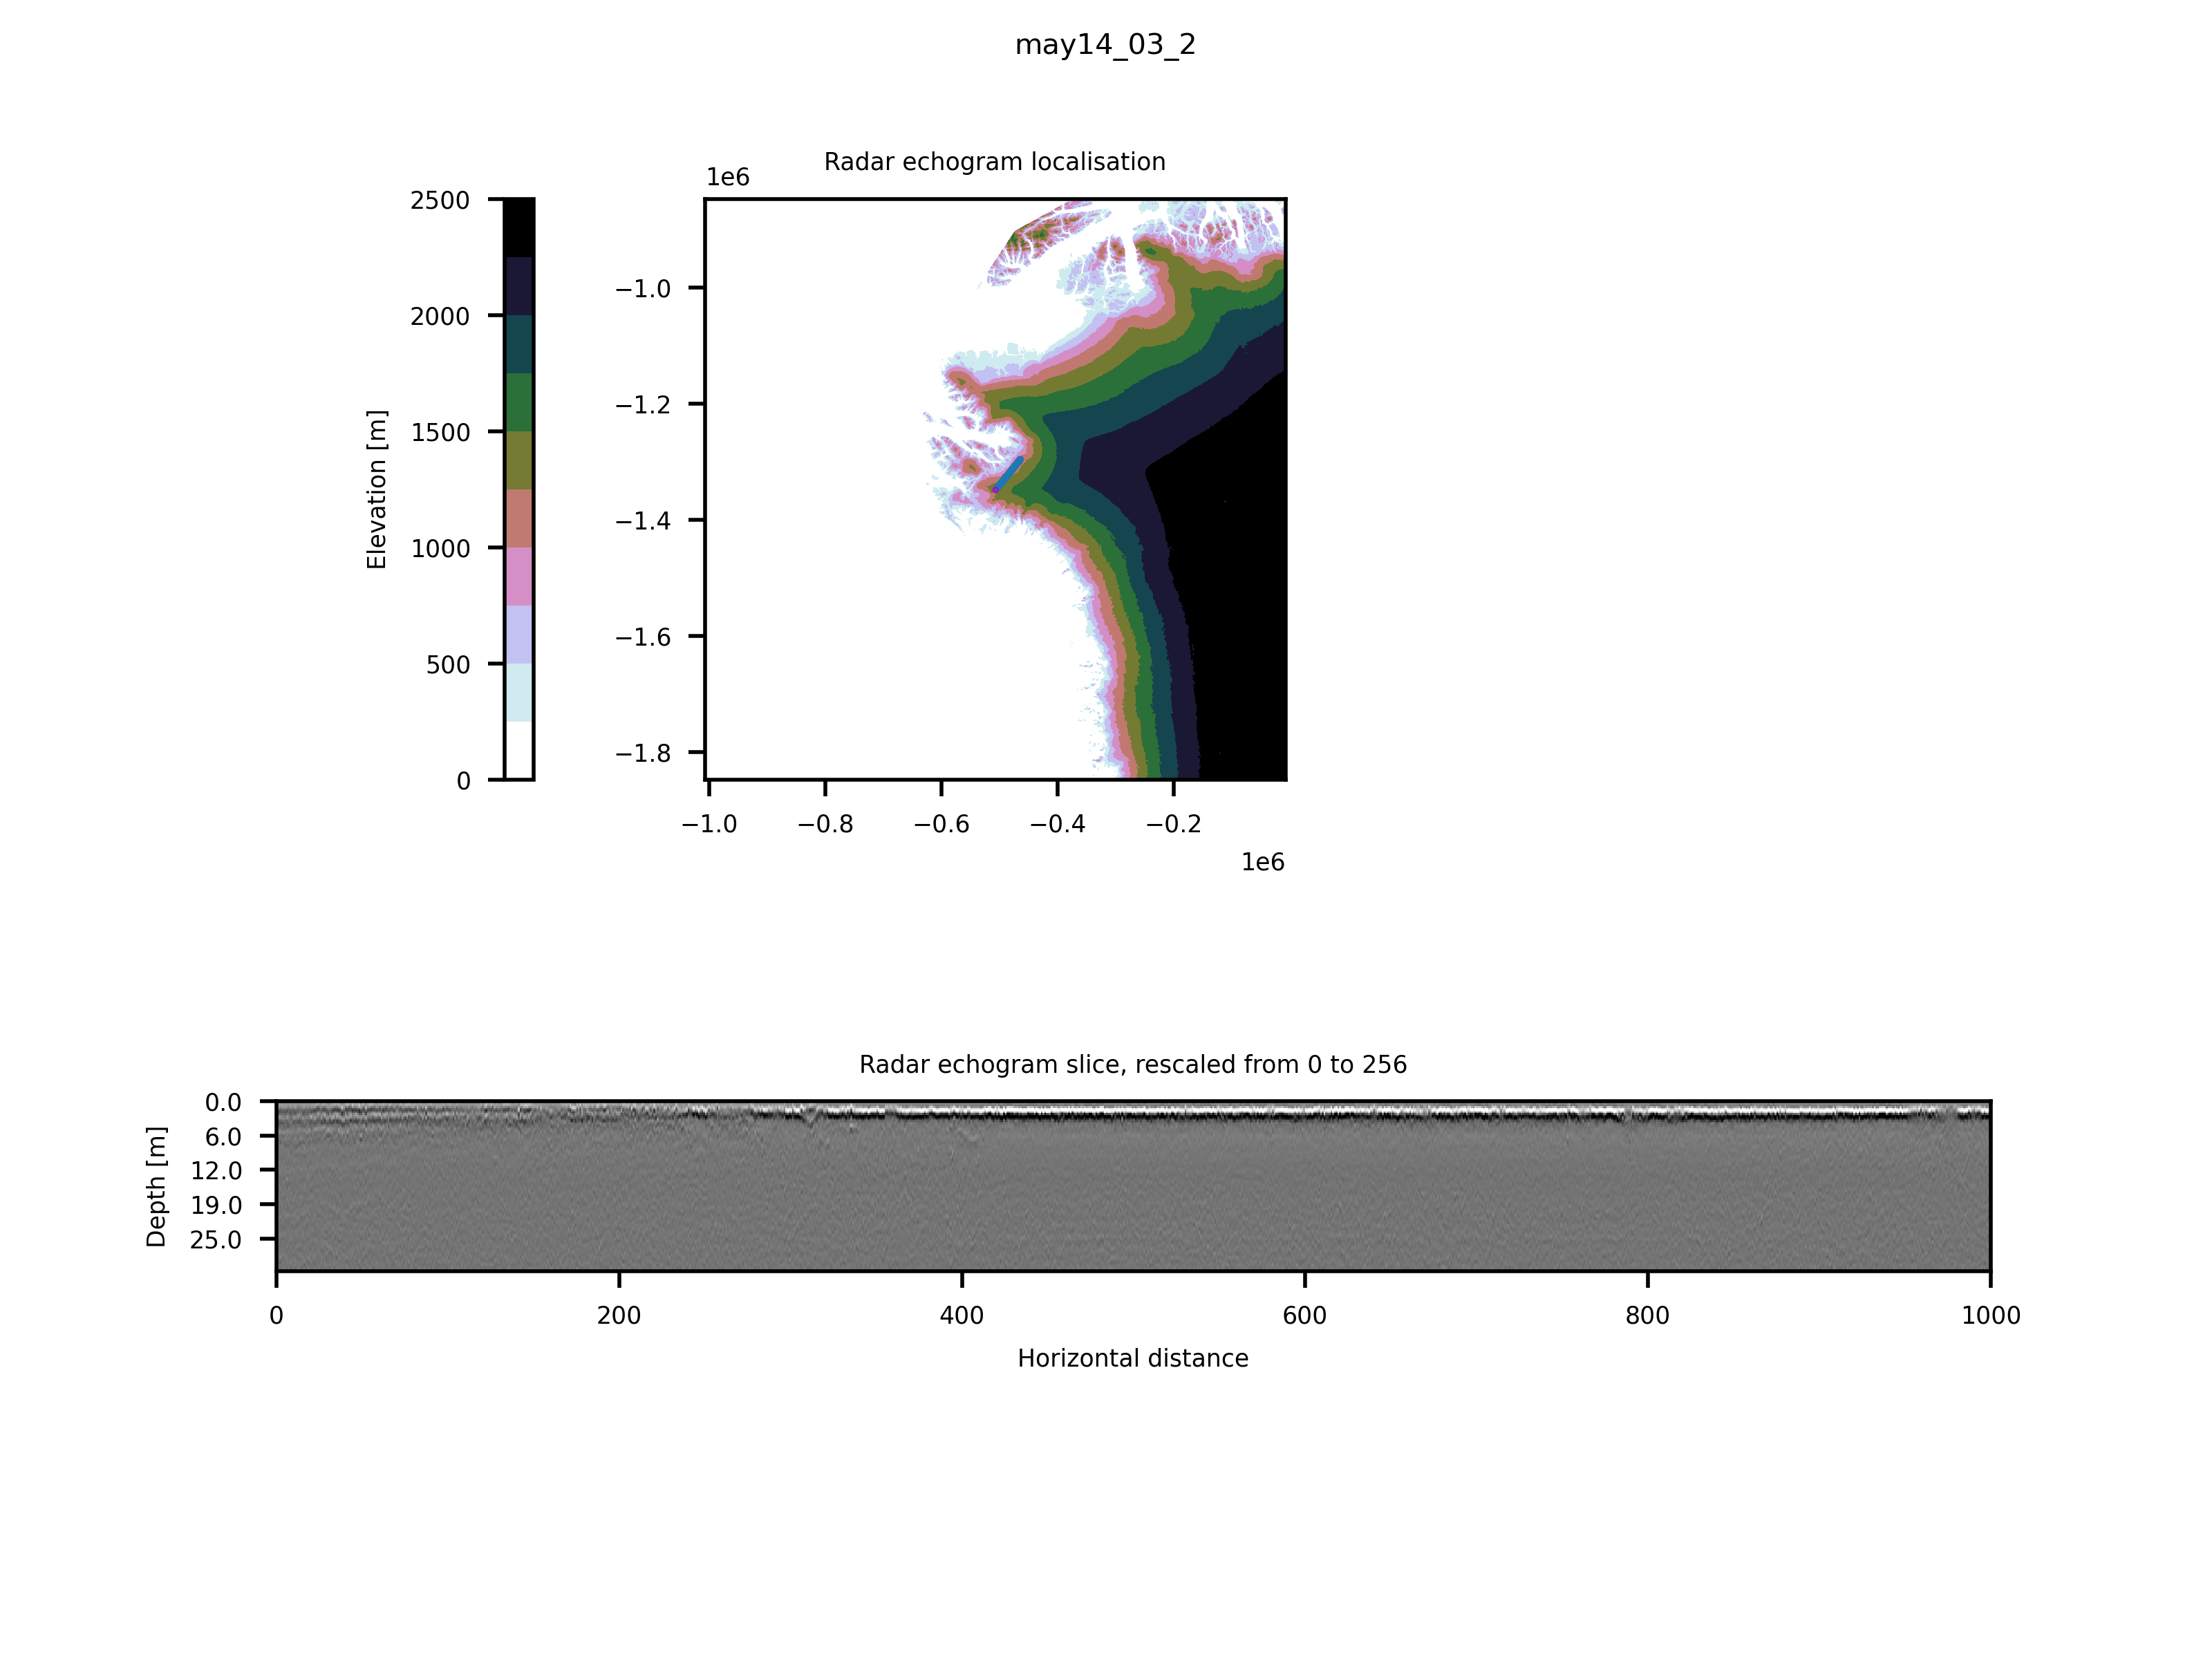 may14_03_2
Radar echogram localisation
1e6
2500
2000
1500
1000
500
0
Elevation [m]
−1.0
−1.2
−1.4
−1.6
−1.8
−1.0 −0.8 −0.6 −0.4 −0.2
1e6
Radar echogram slice, rescaled from 0 to 256
0.0
6.0
12.0
19.0
25.0
Depth [m]
0 200 400 600 800 1000
Horizontal distance